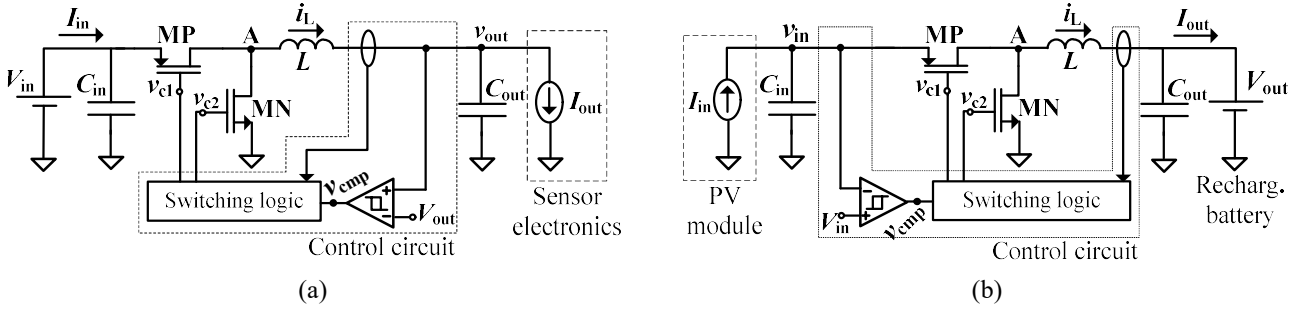 I_in
MP
A
i_L
L
v_out
V_in
C_in
v_c1
v_c2
MN
C_out
I_out
Switching logic
v_cmp
+
−
V_out
Sensor
electronics
Control circuit
(a)
v_in
MP
A
i_L
L
I_out
I_in
C_in
v_c1
v_c2
MN
C_out
V_out
PV
module
−
+
V_in
v_cmp
Switching logic
Recharg.
battery
Control circuit
(b)